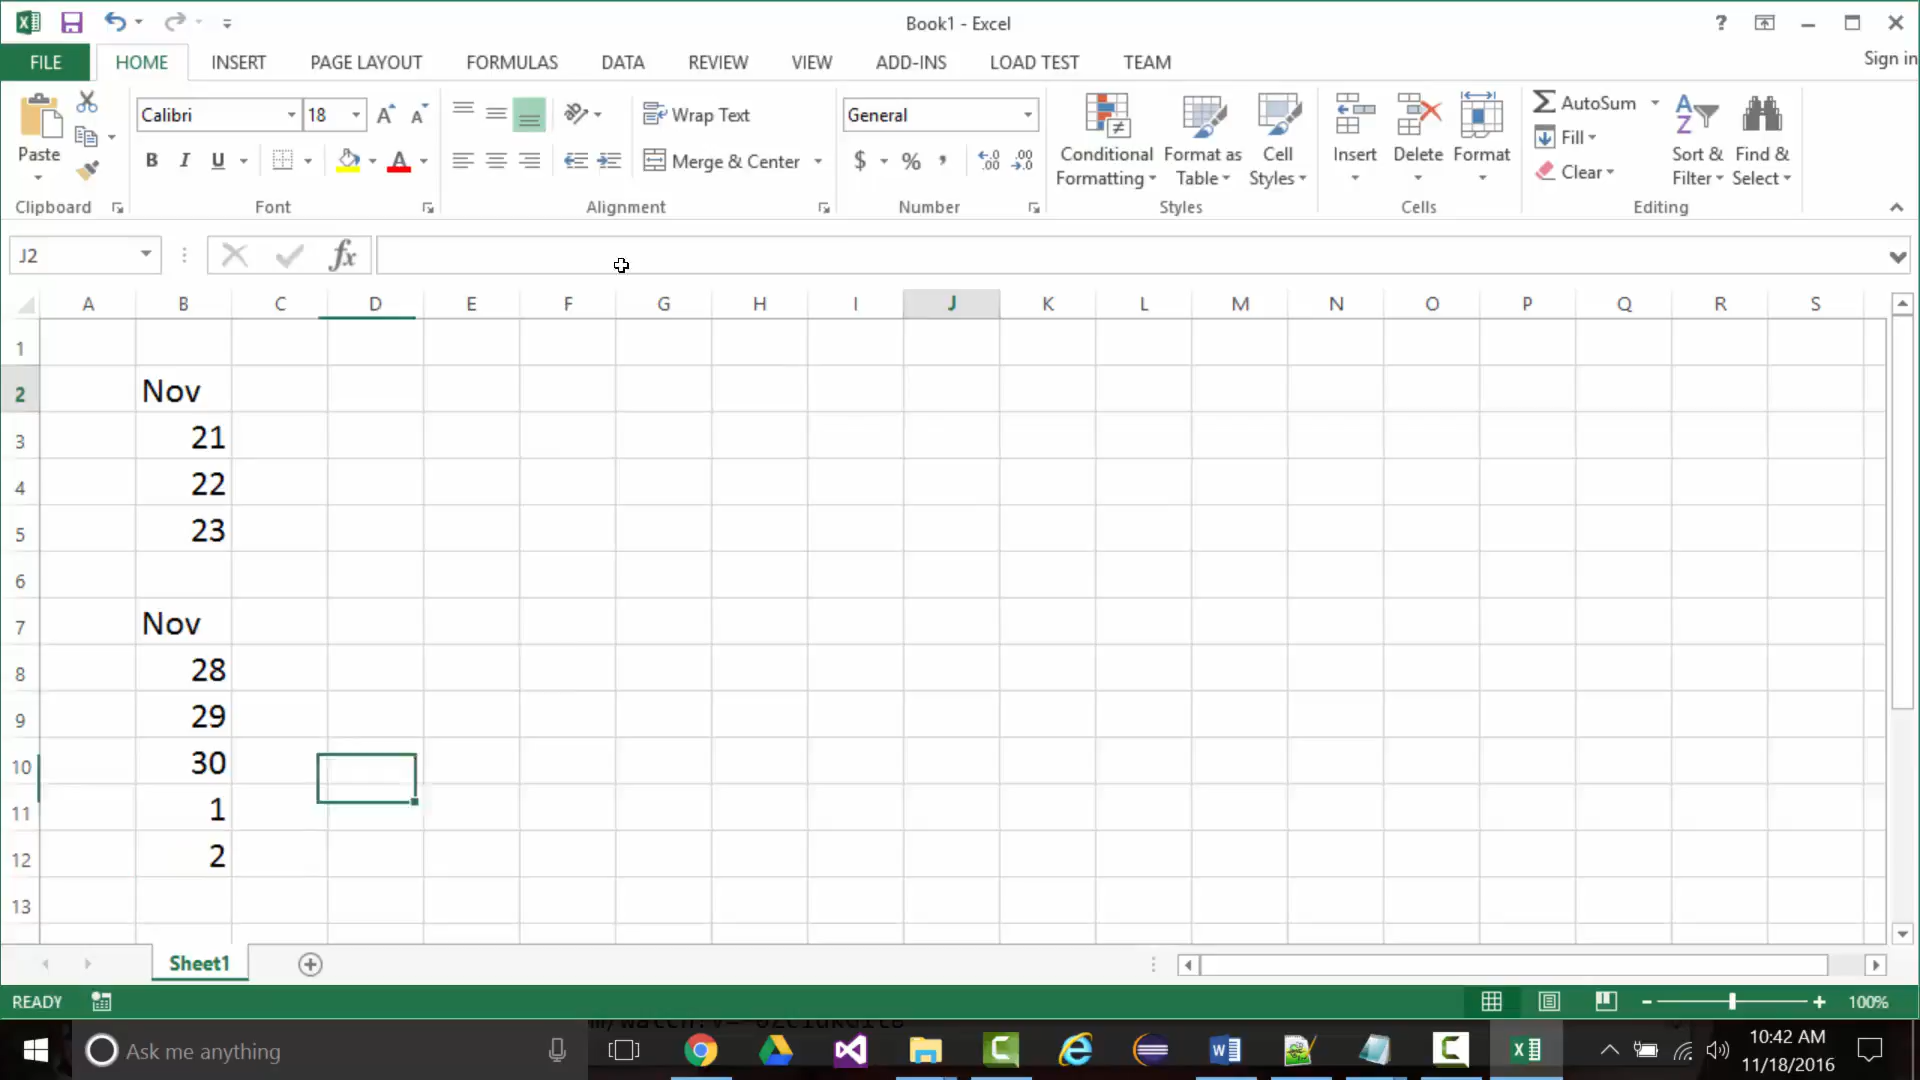 Book1 - Excel
?
FILE HOME INSERT PAGE LAYOUT FORMULAS DATA REVIEW VIEW ADD-INS LOAD TEST TEAM Sign in
Calibri 18 A A Wrap Text General AutoSum
Fill
Paste B I U A Merge & Center $ % , Conditional Formatting Format as Table Cell Styles Insert Delete Format Clear Sort & Filter Find & Select
Clipboard Font Alignment Number Styles Cells Editing
J2 fx
A B C D E F G H I J K L M N O P Q R S
1
2 Nov
3 21
4 22
5 23
6
7 Nov
8 28
9 29
10 30
11 1
12 2
13
Sheet1
READY 100%
Ask me anything 10:42 AM
11/18/2016